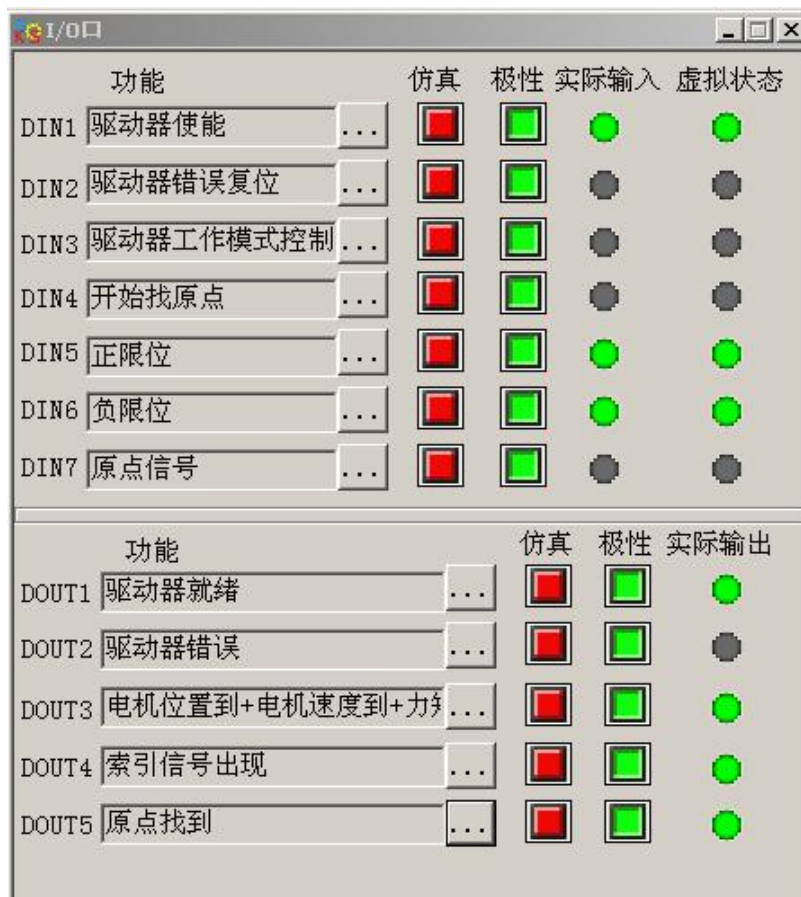 I/O口
功能 仿真 极性 实际输入 虚拟状态
DIN1 驱动器使能 ...
DIN2 驱动器错误复位 ...
DIN3 驱动器工作模式控制 ...
DIN4 开始找原点 ...
DIN5 正限位 ...
DIN6 负限位 ...
DIN7 原点信号 ...
功能 仿真 极性 实际输出
DOUT1 驱动器就绪 ...
DOUT2 驱动器错误 ...
DOUT3 电机位置到+电机速度到+力 ...
DOUT4 索引信号出现 ...
DOUT5 原点找到 ...